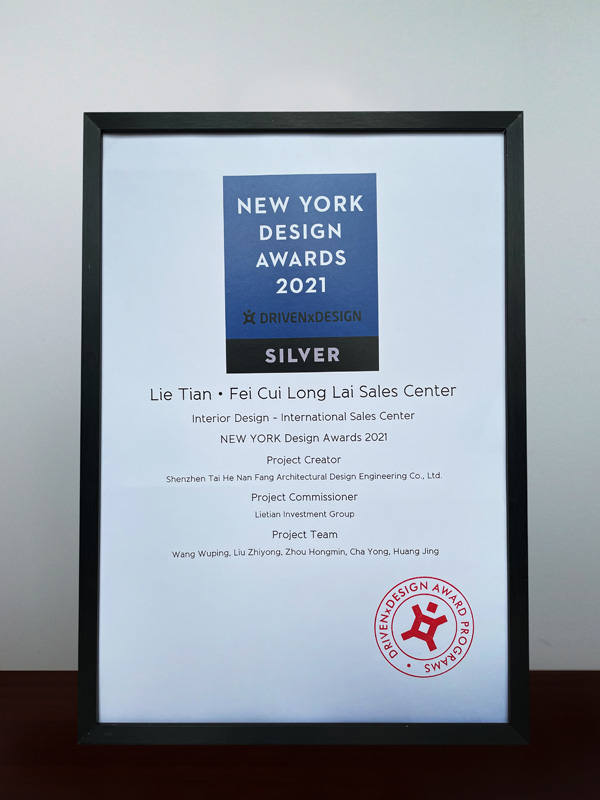 NEW YORK
DESIGN
AWARDS
2021
DRIVENxDESIGN
SILVER
Lie Tian • Fei Cui Long Lai Sales Center
Interior Design - International Sales Center
NEW YORK Design Awards 2021
Project Creator
Shenzhen Tai He Nan Fang Architectural Design Engineering Co., Ltd.
Project Commissioner
Lietian Investment Group
Project Team
Wang Wuping, Liu Zhiyong, Zhou Hongmin, Cha Yong, Huang Jing
DRIVENxDESIGN AWARD PROGRAMS •